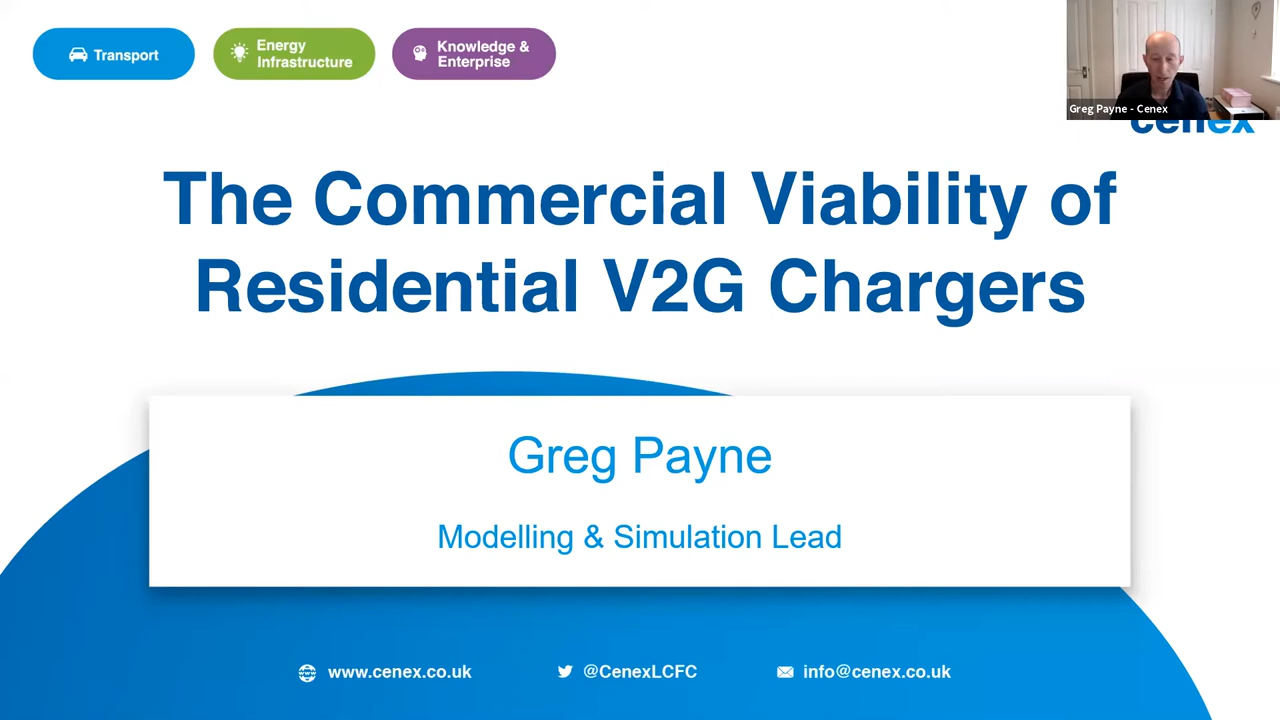 Transport
Energy
Infrastructure
Knowledge &
Enterprise
Greg Payne - Cenex
cenex
The Commercial Viability of
Residential V2G Chargers
Greg Payne
Modelling & Simulation Lead
www.cenex.co.uk
@CenexLCFC
info@cenex.co.uk